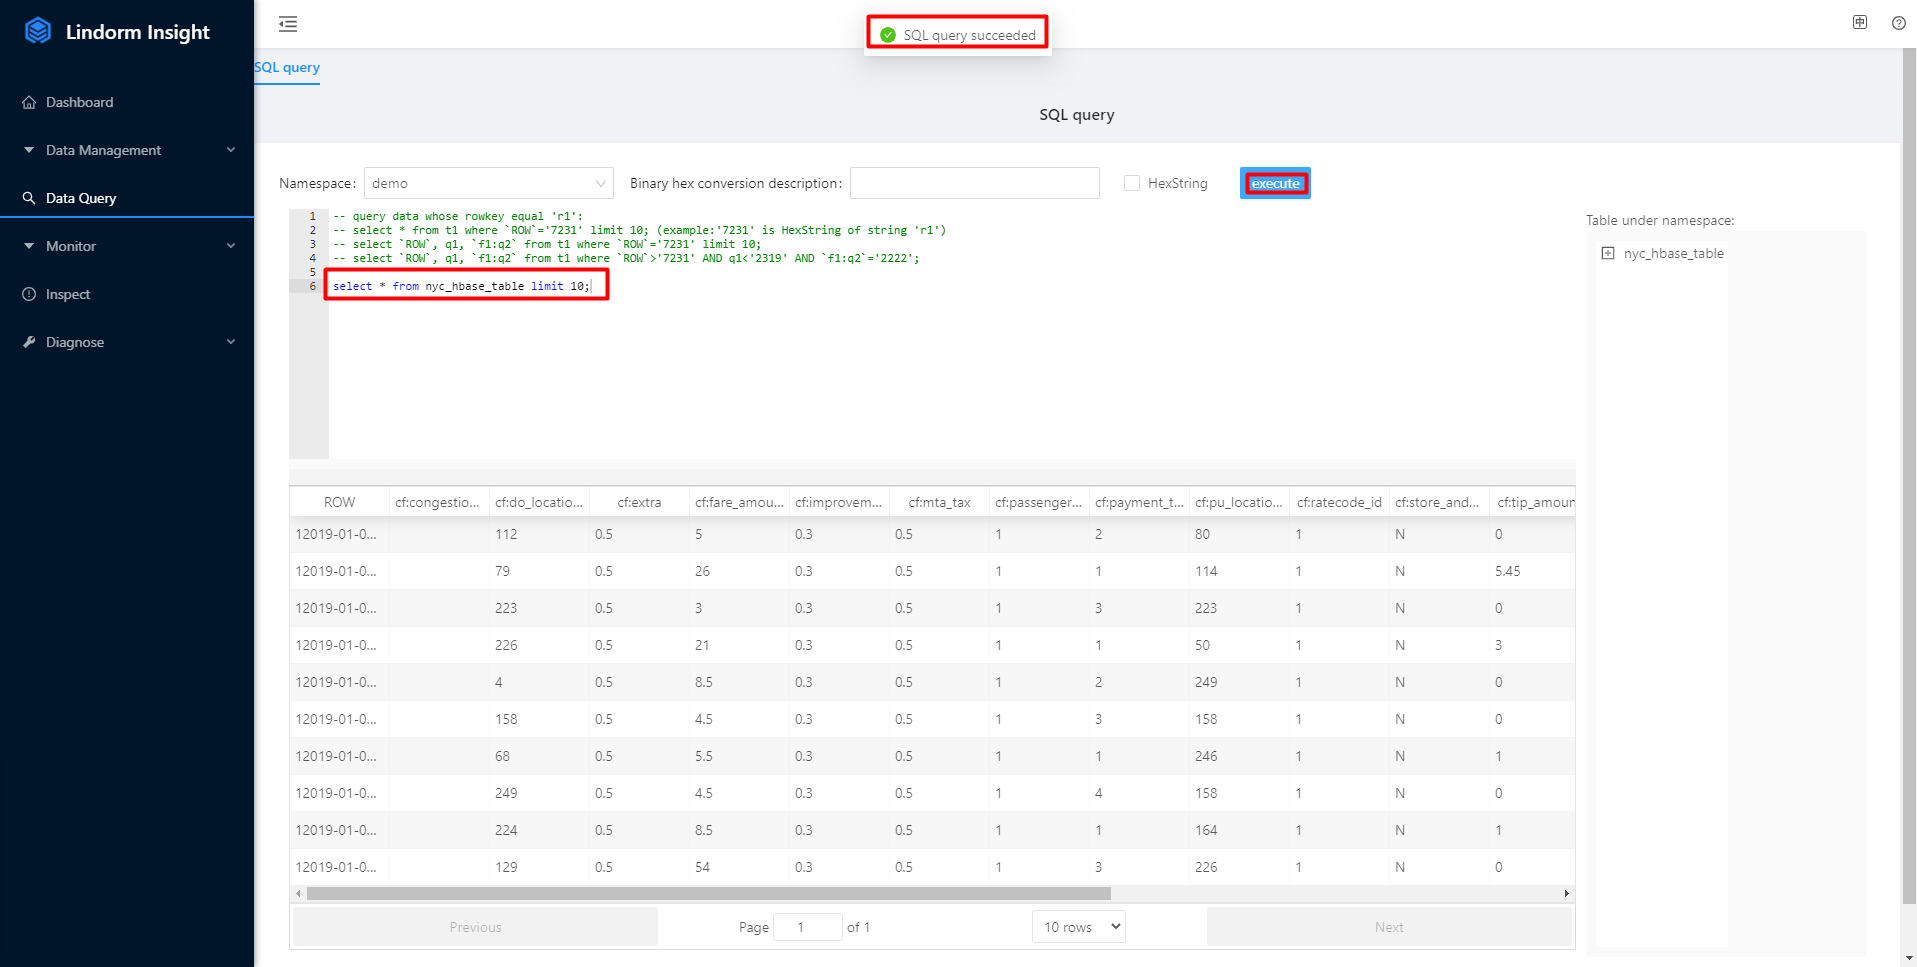 Lindorm Insight
SQL query succeeded
中
SQL query
Dashboard
SQL query
Data Management
Namespace: demo Binary hex conversion description: HexString execute
Data Query
1 -- query data whose rowkey equal 'r1':
2 -- select * from t1 where `ROW`='7231' limit 10; (example:'7231' is HexString of string 'r1')
3 -- select `ROW`, q1, `f1:q2` from t1 where `ROW`='7231' limit 10;
4 -- select `ROW`, q1, `f1:q2` from t1 where `ROW`>'7231' AND q1<'2319' AND `f1:q2`='2222';
5
6 select * from nyc_hbase_table limit 10;
Table under namespace:
nyc_hbase_table
Monitor
Inspect
Diagnose
ROW cf:congestio... cf:do_locatio... cf:extra cf:fare_amou... cf:improvem... cf:mta_tax cf:passenger... cf:payment_t... cf:pu_locatio... cf:ratecode_id cf:store_and... cf:tip_amoun
12019-01-0... 112 0.5 5 0.3 0.5 1 2 80 1 N 0
12019-01-0... 79 0.5 26 0.3 0.5 1 1 114 1 N 5.45
12019-01-0... 223 0.5 3 0.3 0.5 1 3 223 1 N 0
12019-01-0... 226 0.5 21 0.3 0.5 1 1 50 1 N 3
12019-01-0... 4 0.5 8.5 0.3 0.5 1 2 249 1 N 0
12019-01-0... 158 0.5 4.5 0.3 0.5 1 3 158 1 N 0
12019-01-0... 68 0.5 5.5 0.3 0.5 1 1 246 1 N 1
12019-01-0... 249 0.5 4.5 0.3 0.5 1 4 158 1 N 0
12019-01-0... 224 0.5 8.5 0.3 0.5 1 1 164 1 N 1
12019-01-0... 129 0.5 54 0.3 0.5 1 3 226 1 N 0
Previous Page 1 of 1 10 rows Next